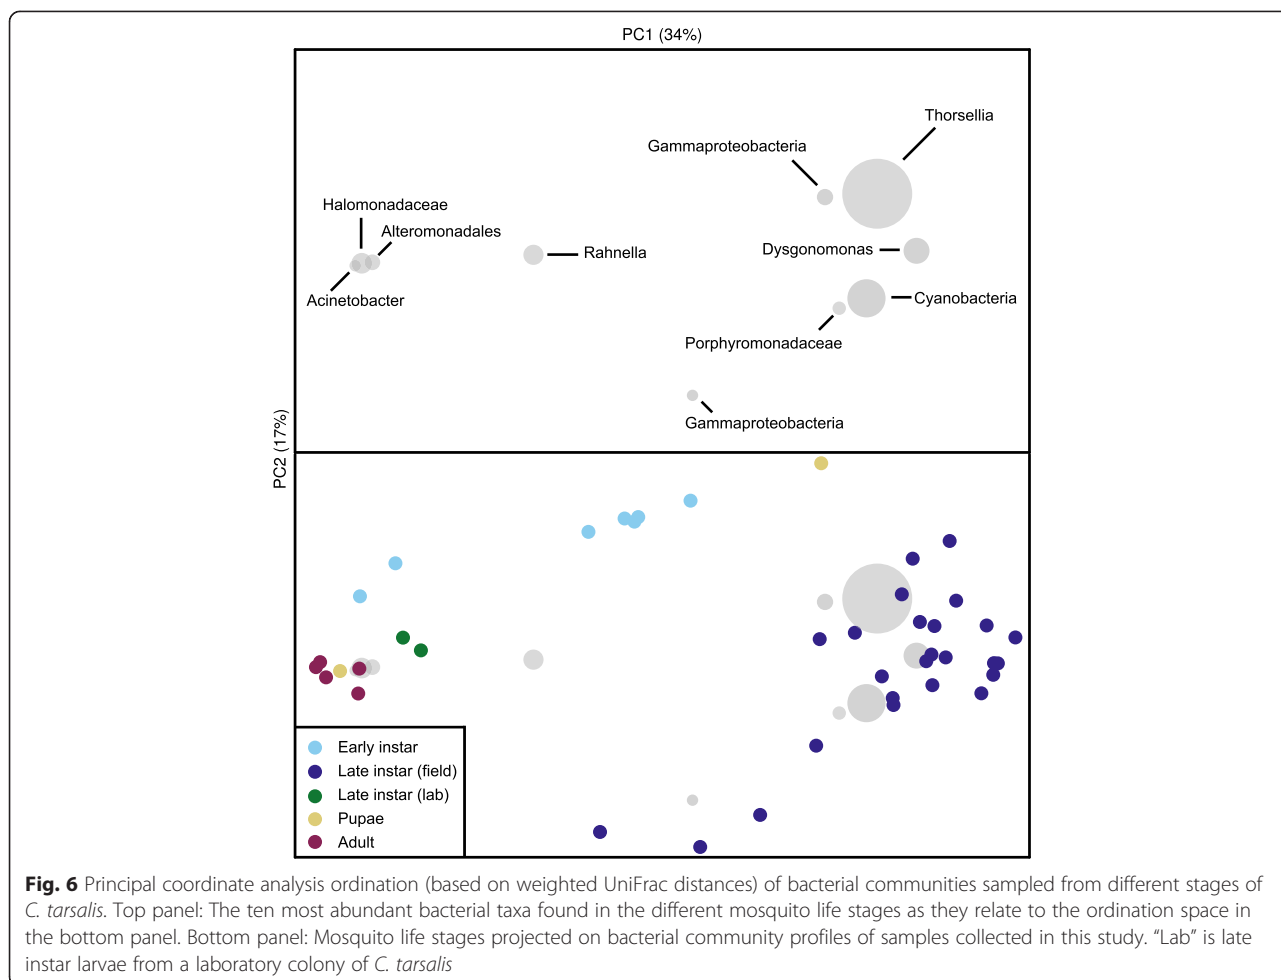 PC1 (34%)
Thorsellia
Gammaproteobacteria
Halomonadaceae
Alteromonadales
Rahnella
Dysgonomonas
Acinetobacter
Cyanobacteria
Porphyromonadaceae
Gammaproteobacteria
PC2 (17%)
Early instar
Late instar (field)
Late instar (lab)
Pupae
Adult
Fig. 6 Principal coordinate analysis ordination (based on weighted UniFrac distances) of bacterial communities sampled from different stages of
C. tarsalis. Top panel: The ten most abundant bacterial taxa found in the different mosquito life stages as they relate to the ordination space in
the bottom panel. Bottom panel: Mosquito life stages projected on bacterial community profiles of samples collected in this study. “Lab” is late
instar larvae from a laboratory colony of C. tarsalis